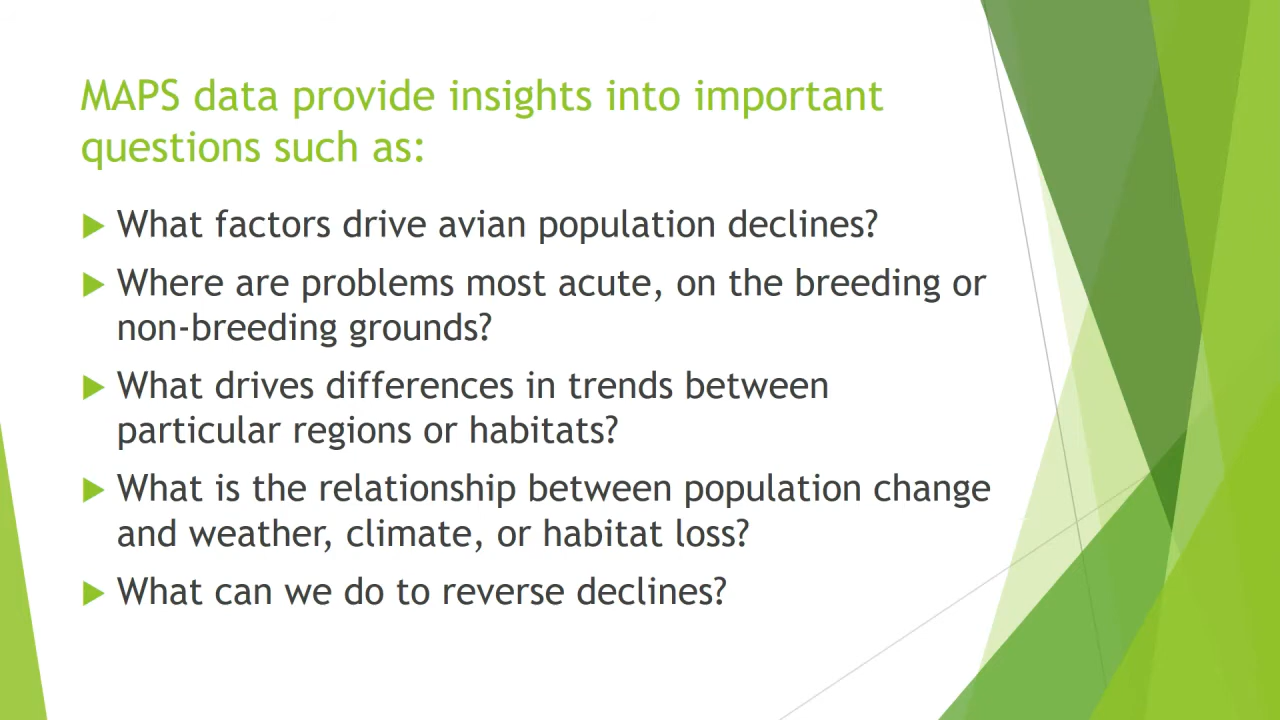 MAPS data provide insights into important
questions such as:
What factors drive avian population declines?
Where are problems most acute, on the breeding or
non-breeding grounds?
What drives differences in trends between
particular regions or habitats?
What is the relationship between population change
and weather, climate, or habitat loss?
What can we do to reverse declines?